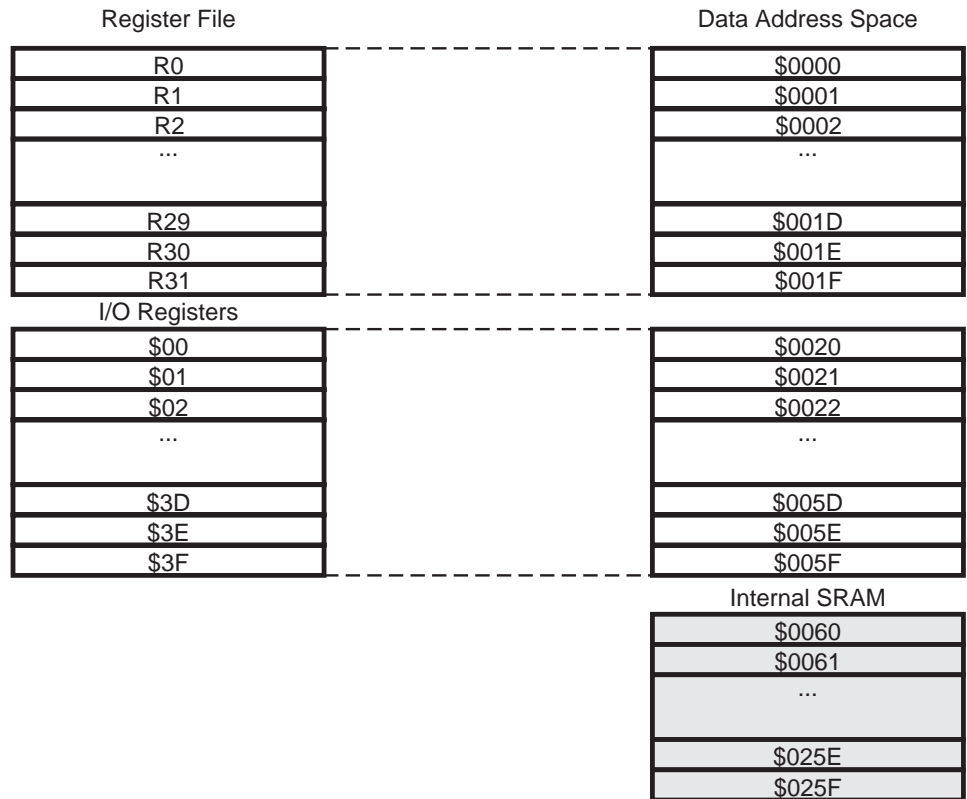 Register File
Data Address Space
R0
$0000
R1
$0001
R2
$0002
...
...
R29
$001D
R30
$001E
R31
$001F
I/O Registers
$00
$0020
$01
$0021
$02
$0022
...
...
$3D
$005D
$3E
$005E
$3F
$005F
Internal SRAM
$0060
$0061
...
$025E
$025F